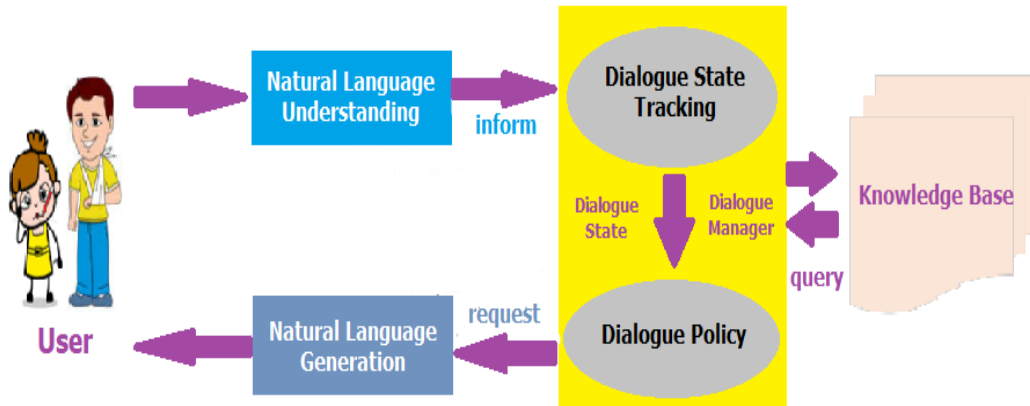 Natural Language
Understanding
inform
Dialogue State
Tracking
Dialogue
State
Dialogue
Manager
Knowledge Base
query
User
Natural Language
Generation
request
Dialogue Policy